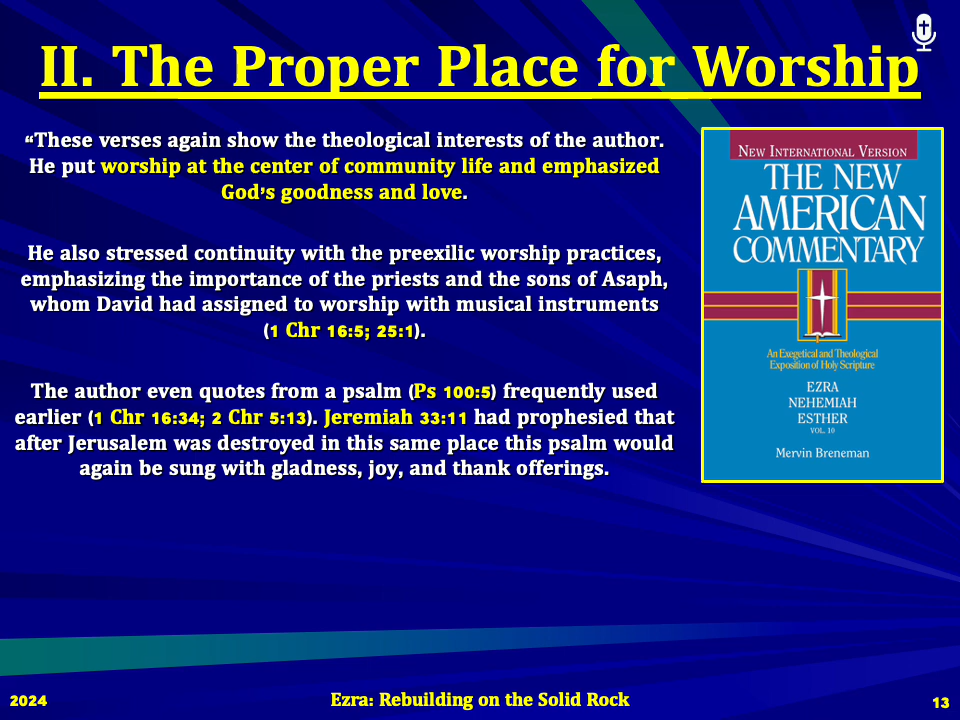 II. The Proper Place for Worship
“These verses again show the theological interests of the author.
He put worship at the center of community life and emphasized
God’s goodness and love.
He also stressed continuity with the preexilic worship practices,
emphasizing the importance of the priests and the sons of Asaph,
whom David had assigned to worship with musical instruments
(1 Chr 16:5; 25:1).
The author even quotes from a psalm (Ps 100:5) frequently used
earlier (1 Chr 16:34; 2 Chr 5:13). Jeremiah 33:11 had prophesied that
after Jerusalem was destroyed in this same place this psalm would
again be sung with gladness, joy, and thank offerings.
NEW INTERNATIONAL VERSION
THE NEW
AMERICAN
COMMENTARY
An Exegetical and Theological
Exposition of Holy Scripture
EZRA
NEHEMIAH
ESTHER
VOL. 10
Mervin Breneman
2024
Ezra: Rebuilding on the Solid Rock
13